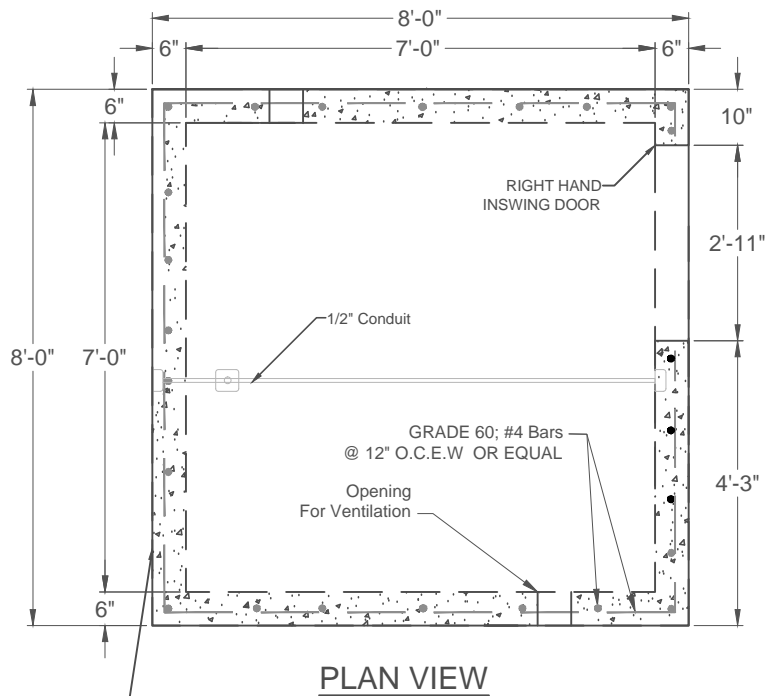 8'-0"
6"
7'-0"
6"
6"
10"
RIGHT HAND
INSWING DOOR
2'-11"
1/2" Conduit
8'-0"
7'-0"
GRADE 60; #4 Bars
@ 12" O.C.E.W OR EQUAL
4'-3"
Opening
For Ventilation
6"
PLAN VIEW